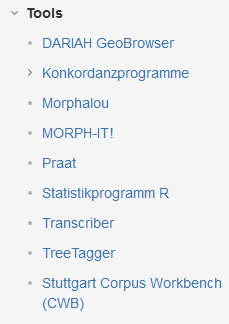 Tools
DARIAH GeoBrowser
Konkordanzprogramme
Morphalou
MORPH-IT!
Praat
Statistikprogramm R
Transcriber
TreeTagger
Stuttgart Corpus Workbench
(CWB)